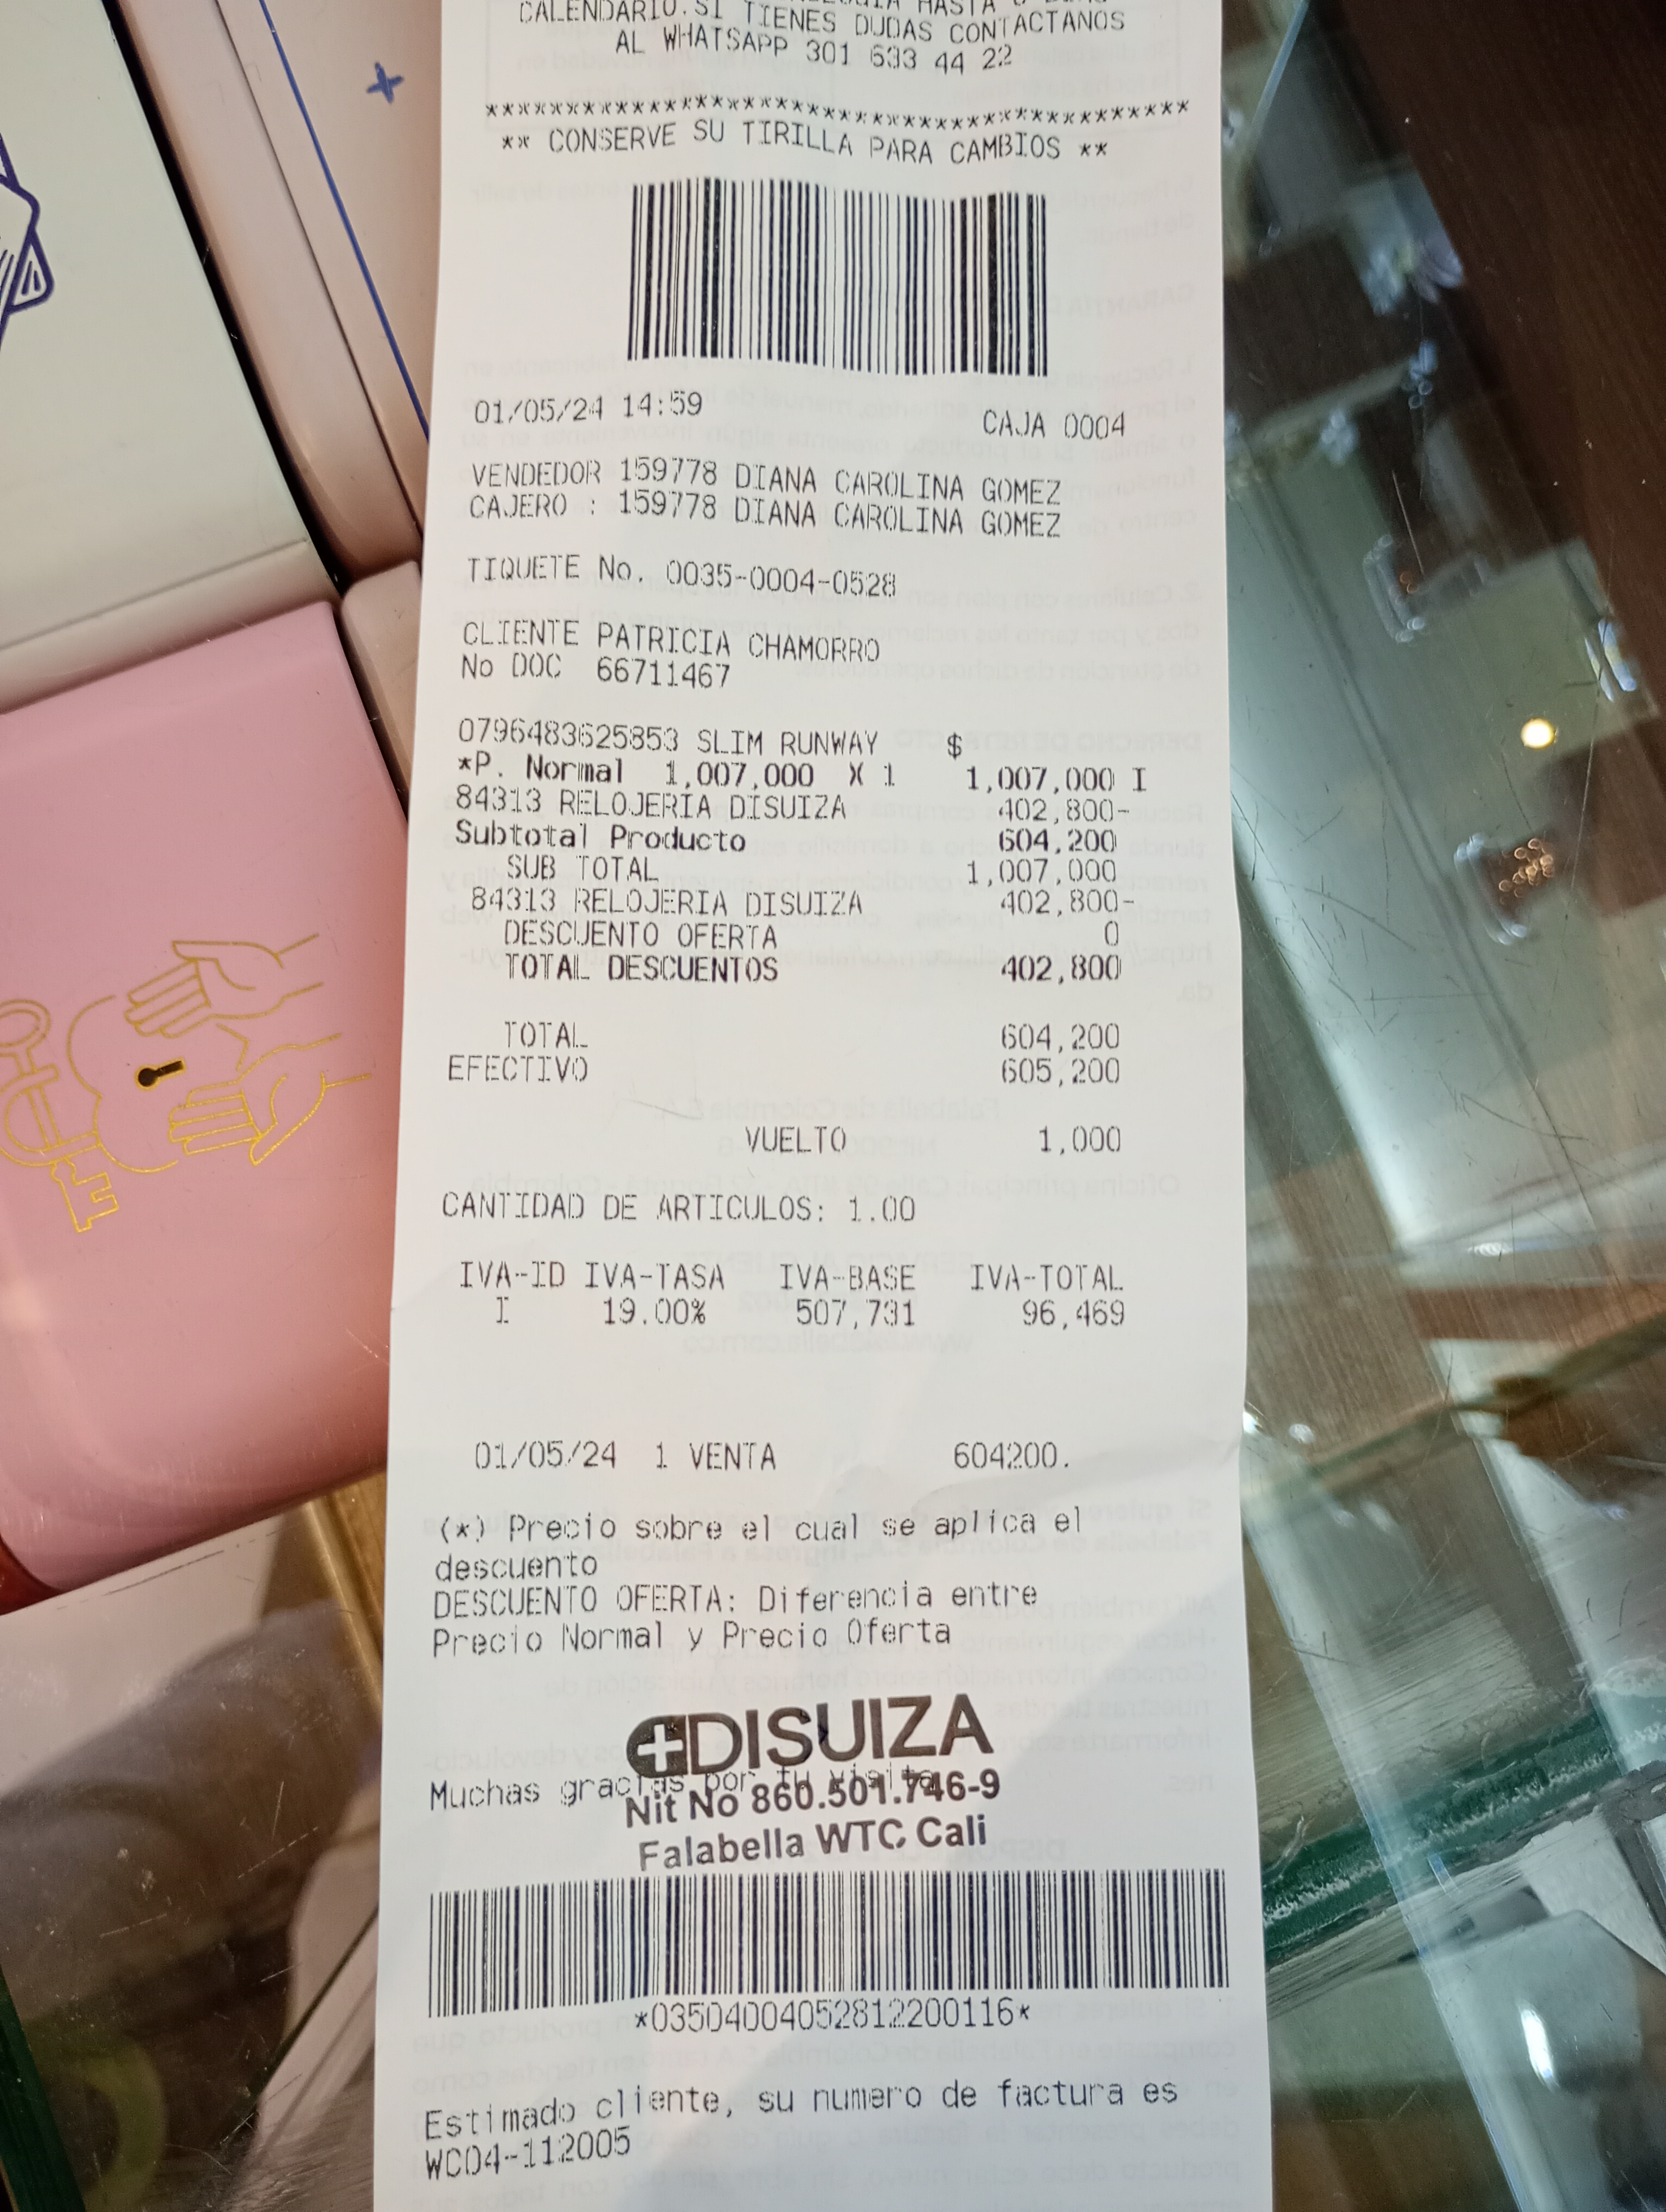 HASTA
CALENDARIO.SI TIENES DUDAS CONTACTANOS
AL WHATSAPP 301 633 44 22
********************************************
** CONSERVE SU TIRILLA PARA CAMBIOS **
01/05/24 14:59 CAJA 0004
VENDEDOR 159778 DIANA CAROLINA GOMEZ
CAJERO : 159778 DIANA CAROLINA GOMEZ
TIQUETE No. 0035-0004-0528
CLIENTE PATRICIA CHAMORRO
No DOC 66711467
0796483625853 SLIM RUNWAY $
*P. Normal 1,007,000 X 1 1,007,000 I
84313 RELOJERIA DISUIZA 402,800-
Subtotal Producto 604,200
SUB TOTAL 1,007,000
84313 RELOJERIA DISUIZA 402,800-
DESCUENTO OFERTA 0
TOTAL DESCUENTOS 402,800
TOTAL 604,200
EFECTIVO 605,200
VUELTO 1,000
CANTIDAD DE ARTICULOS: 1.00
IVA-ID IVA-TASA IVA-BASE IVA-TOTAL
I 19.00% 507,731 96,469
01/05/24 1 VENTA 604200.
(*) Precio sobre el cual se aplica el
descuento
DESCUENTO OFERTA: Diferencia entre
Precio Normal y Precio Oferta
DISUIZA
Muchas gracias por tu visita
Nit No 860.501.746-9
Falabella WTC Cali
*03504004052812200116*
Estimado cliente, su numero de factura es
WC04-112005